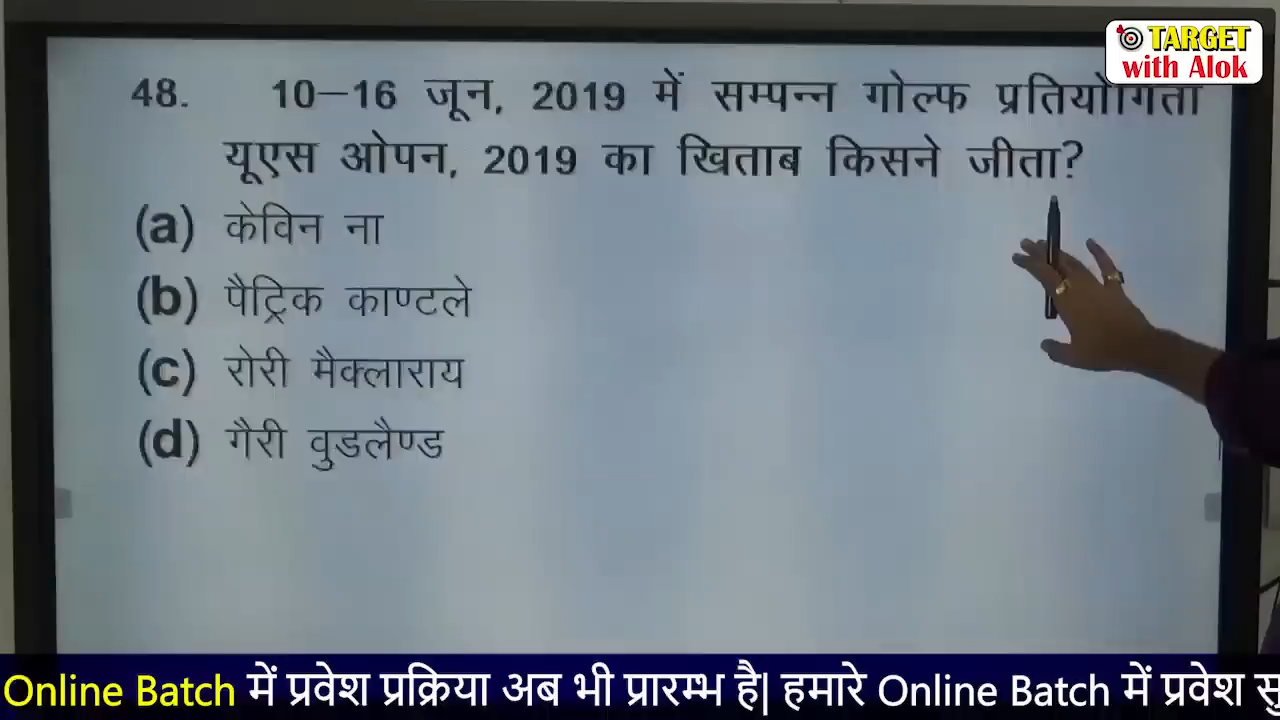 TARGET
with Alok
48. 10–16 जून, 2019 में सम्पन्न गोल्फ प्रतियोगिता
यूएस ओपन, 2019 का खिताब किसने जीता?
(a) केविन ना
(b) पैट्रिक काण्टले
(c) रोरी मैक्लाराय
(d) गैरी वुडलैण्ड
Online Batch में प्रवेश प्रक्रिया अब भी प्रारम्भ है| हमारे Online Batch में प्रवेश सु